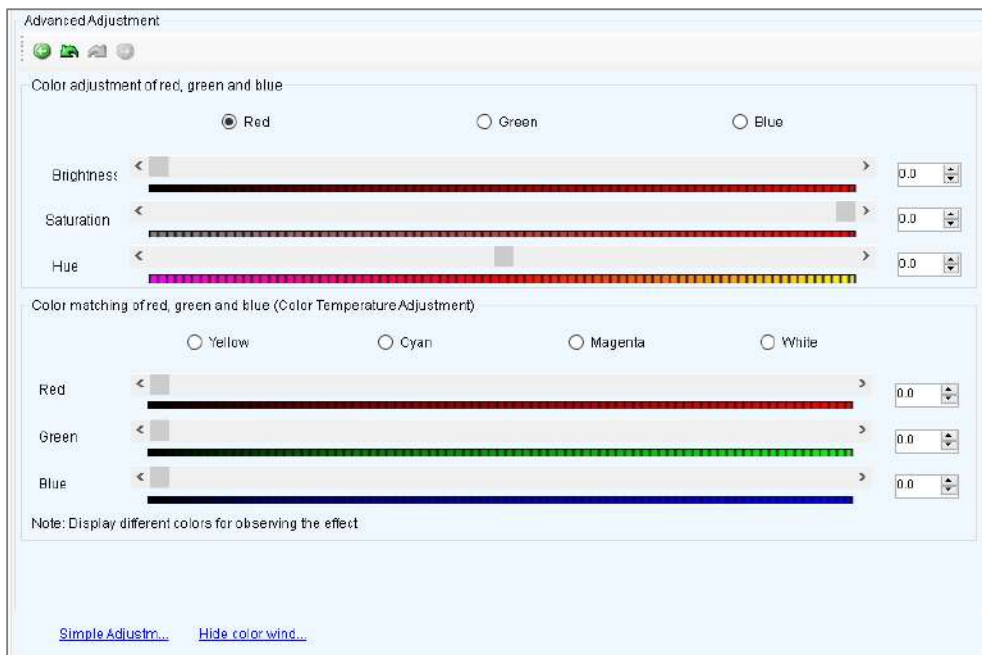 Advanced Adjustment
Color adjustment of red, green and blue
Red Green Blue
Brightness 0.0
Saturation 0.0
Hue 0.0
Color matching of red, green and blue (Color Temperature Adjustment)
Yellow Cyan Magenta White
Red 0.0
Green 0.0
Blue 0.0
Note: Display different colors for observing the effect
Simple Adjustm... Hide color wind...